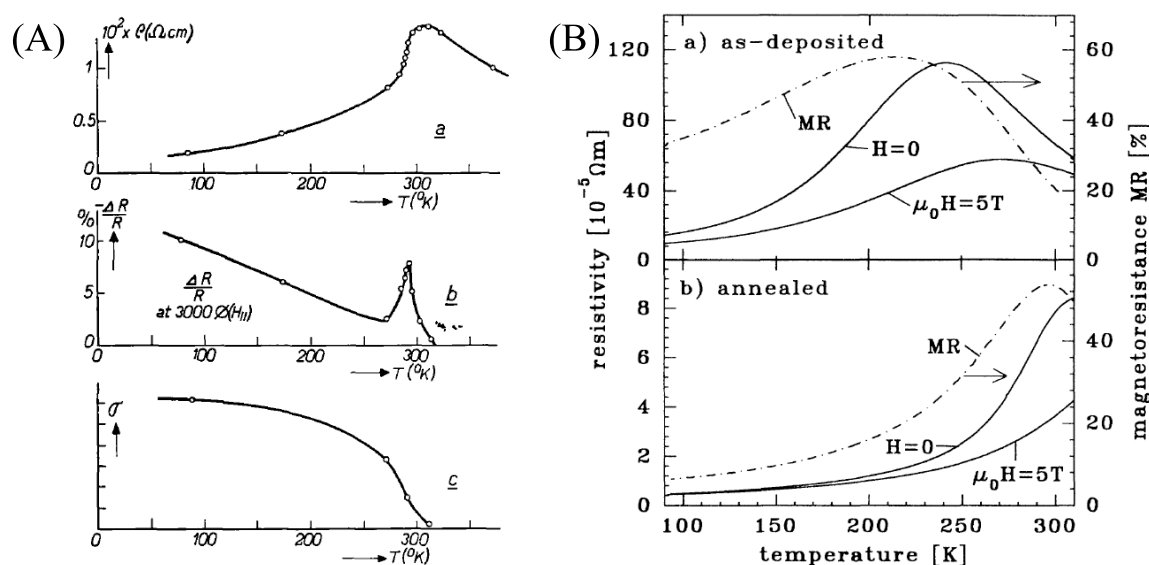 (A)
10² x ϱ(Ω cm)
1
0.5
0
a
0
100
200
300
T(°K)
% -ΔR/R
10
5
0
ΔR/R
at 3000 Ø(H||)
b
0
100
200
300
T(°K)
σ
c
0
100
200
300
T(°K)
(B)
a) as-deposited
MR
H=0
μ₀H=5T
120
80
40
0
60
40
20
0
b) annealed
MR
H=0
μ₀H=5T
8
6
4
2
0
40
20
0
resistivity [10⁻⁵ Ωm]
magnetoresistance MR [%]
100
150
200
250
300
temperature [K]